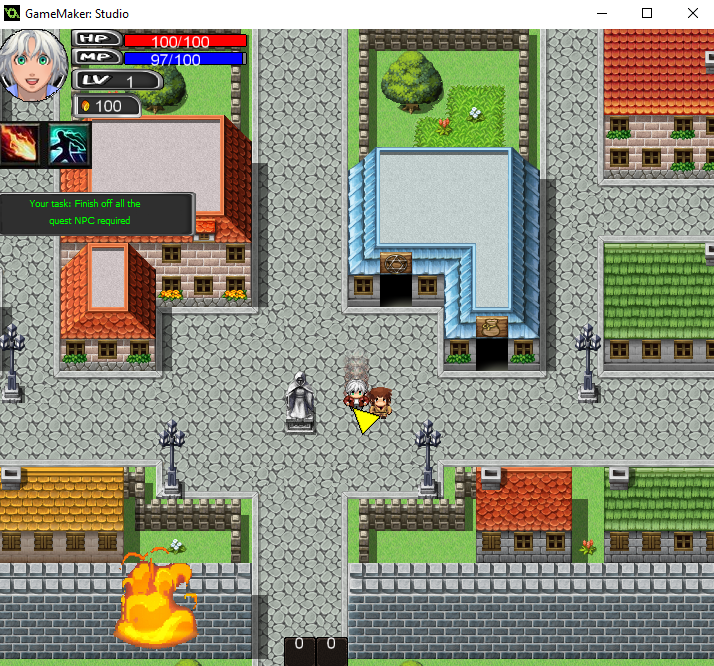 GameMaker: Studio
HP 100/100
MP 97/100
LV 1
100
Your task: Finish off all the
quest NPC required
0 0